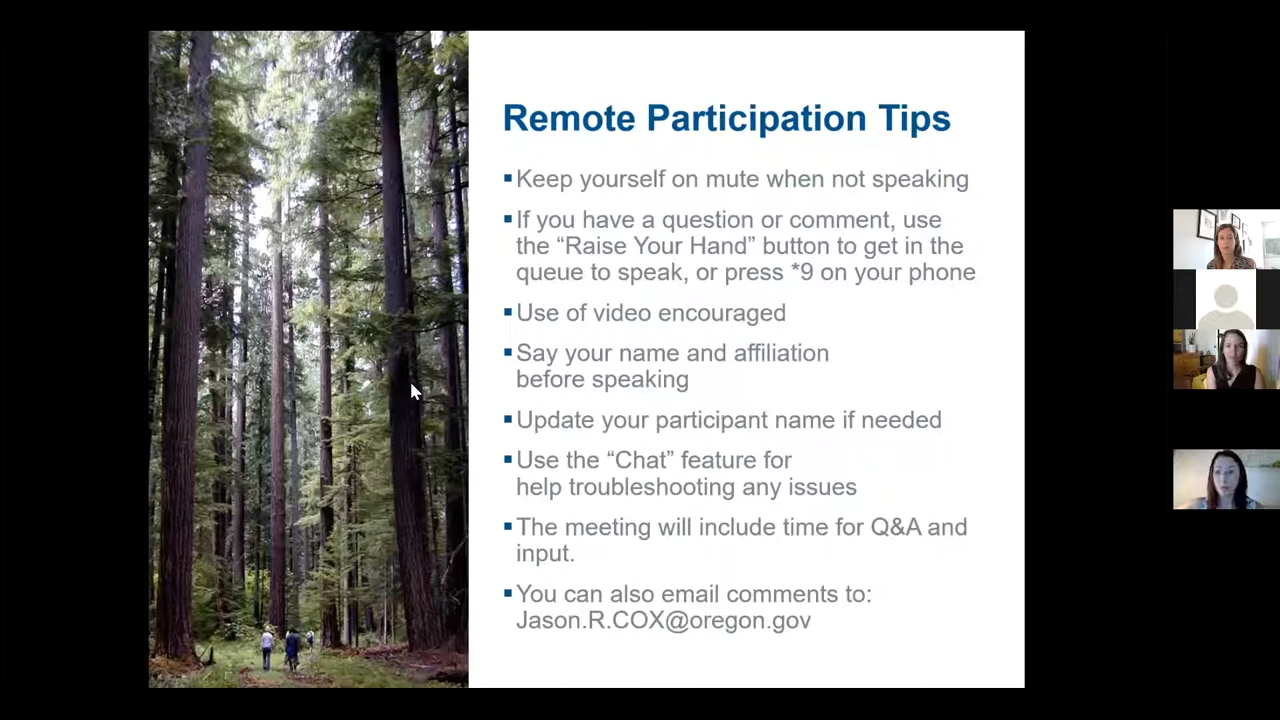 Remote Participation Tips
▪Keep yourself on mute when not speaking
▪If you have a question or comment, use
the “Raise Your Hand” button to get in the
queue to speak, or press *9 on your phone
▪Use of video encouraged
▪Say your name and affiliation
before speaking
▪Update your participant name if needed
▪Use the “Chat” feature for
help troubleshooting any issues
▪The meeting will include time for Q&A and
input.
▪You can also email comments to:
Jason.R.COX@oregon.gov